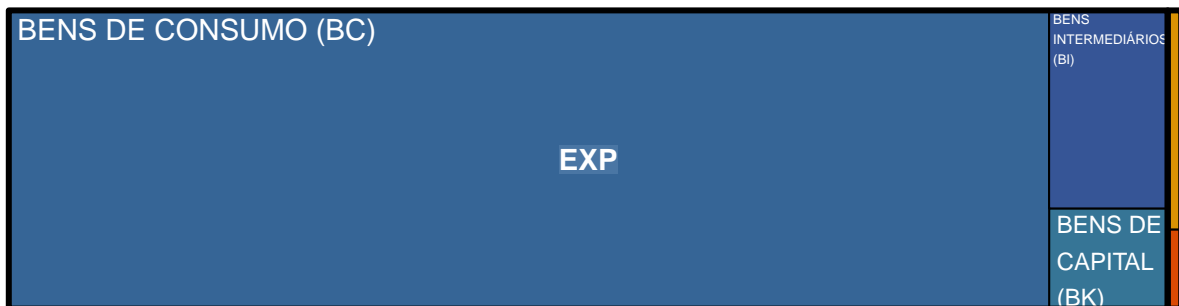 BENS DE CONSUMO (BC)
BENS
INTERMEDIÁRIOS
(BI)
EXP
BENS DE
CAPITAL
(BK)